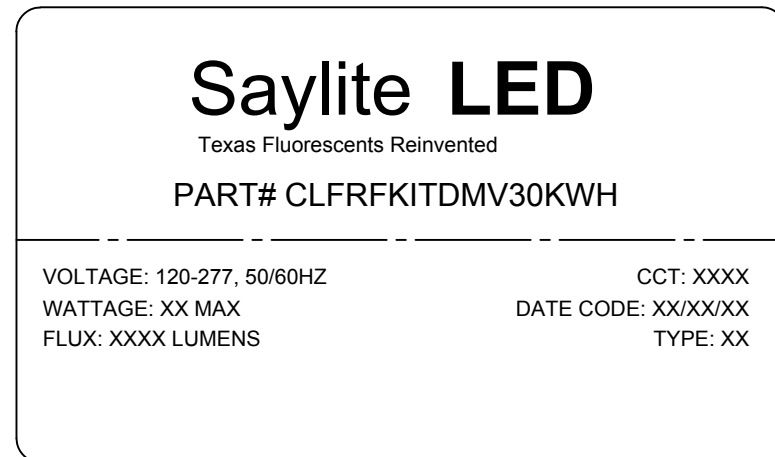 Saylite LED
Texas Fluorescents Reinvented
PART# CLFRFKITDMV30KWH
VOLTAGE: 120-277, 50/60HZ
WATTAGE: XX MAX
FLUX: XXXX LUMENS
CCT: XXXX
DATE CODE: XX/XX/XX
TYPE: XX